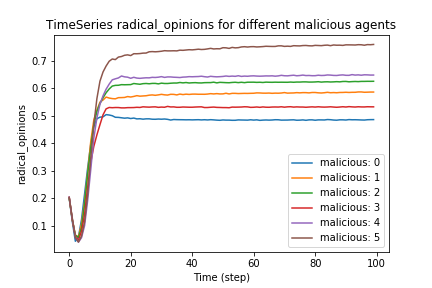 TimeSeries radical_opinions for different malicious agents
radical_opinions
0.7
0.6
0.5
0.4
0.3
0.2
0.1
0 20 40 60 80 100
Time (step)
malicious: 0
malicious: 1
malicious: 2
malicious: 3
malicious: 4
malicious: 5